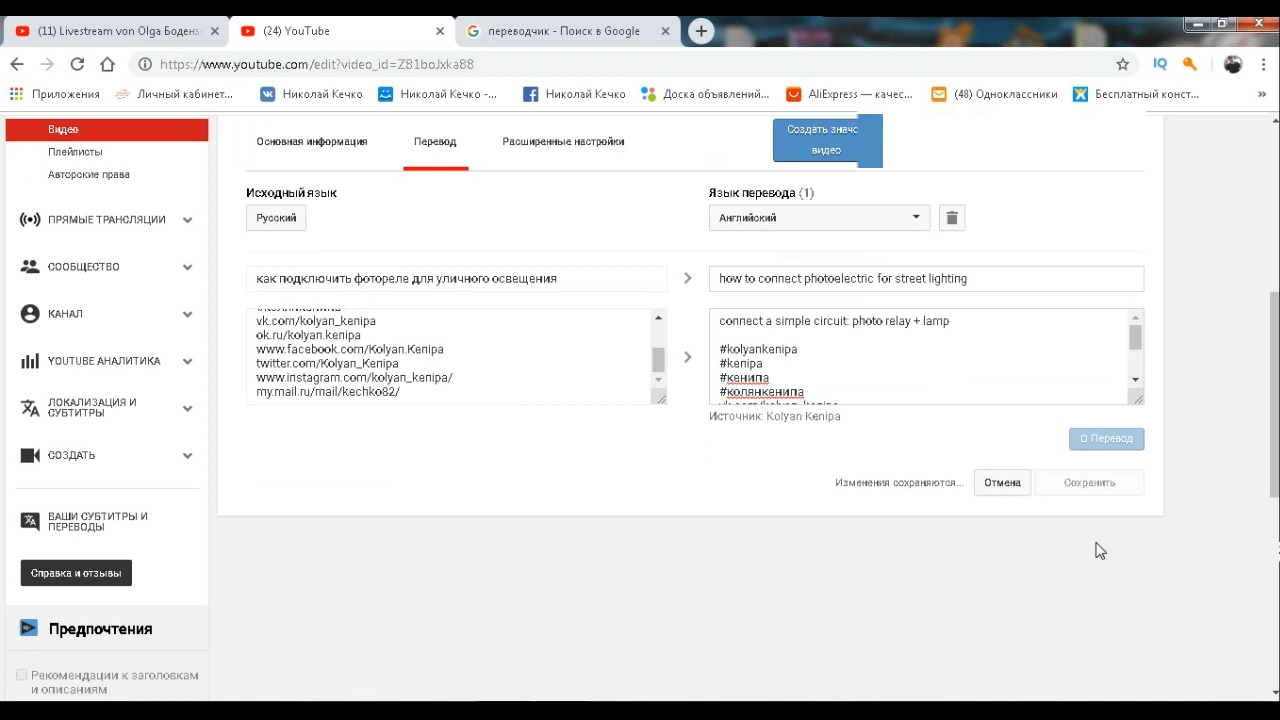 (11) Livestream von Olga Боденз
(24) YouTube
- Поиск в Google
https://www.youtube.com/edit?video_id=Z81boJxka88
Приложения
Личный кабинет...
Николай Кечко
Николай Кечко -...
Николай Кечко
Доска объявлений...
AliExpress — качес...
(48) Одноклассники
Бесплатный конст...
»
Видео
Плейлисты
Авторские права
ПРЯМЫЕ ТРАНСЛЯЦИИ
СООБЩЕСТВО
КАНАЛ
YOUTUBE АНАЛИТИКА
ЛОКАЛИЗАЦИЯ И
СУБТИТРЫ
СОЗДАТЬ
ВАШИ СУБТИТРЫ И
ПЕРЕВОДЫ
Справка и отзывы
Предпочтения
Рекомендации к заголовкам
и описаниям
Основная информация
Перевод
Расширенные настройки
Создать значо
видео
Исходный язык
Русский
Язык перевода (1)
Английский
как подключить фотореле для уличного освещения
how to connect photoelectric for street lighting
vk.com/kolyan_kenipa
ok.ru/kolyan.kenipa
www.facebook.com/Kolyan.Kenipa
twitter.com/Kolyan_Kenipa
www.instagram.com/kolyan_kenipa/
my.mail.ru/mail/kechko82/
connect a simple circuit: photo relay + lamp
#kolyankenipa
#kenipa
#кенипа
#колянкенипа
Источник: Kolyan Kenipa
Перевод
Изменения сохраняются...
Отмена
Сохранить